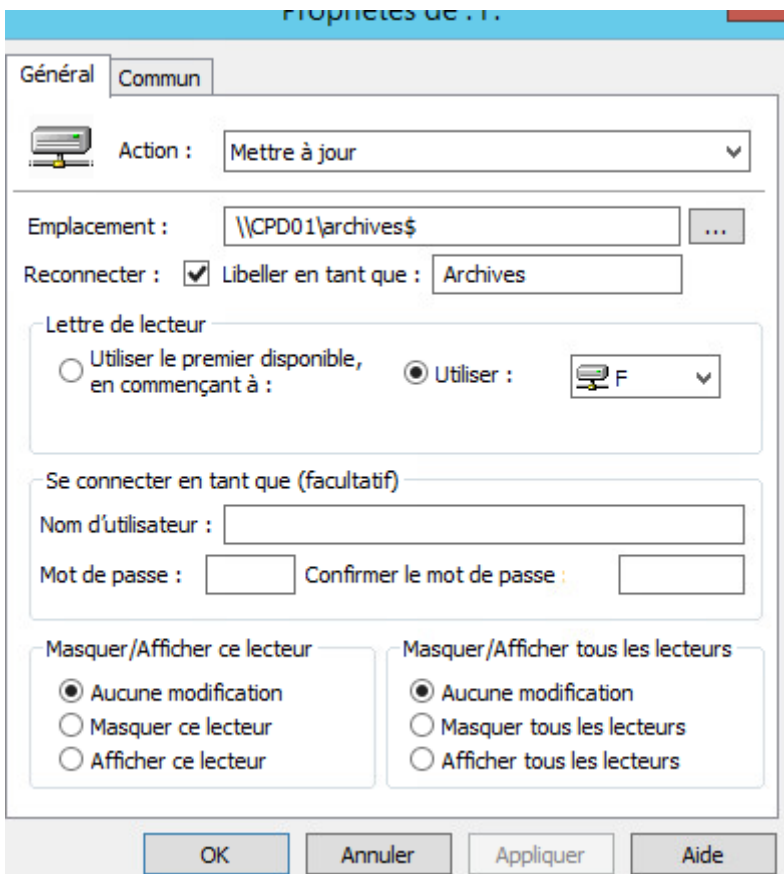 Propriétés de : F:
Général
Commun
Action :
Mettre à jour
Emplacement :
\\CPD01\archives$
...
Reconnecter :
Libeller en tant que :
Archives
Lettre de lecteur
Utiliser le premier disponible,
en commençant à :
Utiliser :
F
Se connecter en tant que (facultatif)
Nom d'utilisateur :
Mot de passe :
Confirmer le mot de passe :
Masquer/Afficher ce lecteur
Aucune modification
Masquer ce lecteur
Afficher ce lecteur
Masquer/Afficher tous les lecteurs
Aucune modification
Masquer tous les lecteurs
Afficher tous les lecteurs
OK
Annuler
Appliquer
Aide